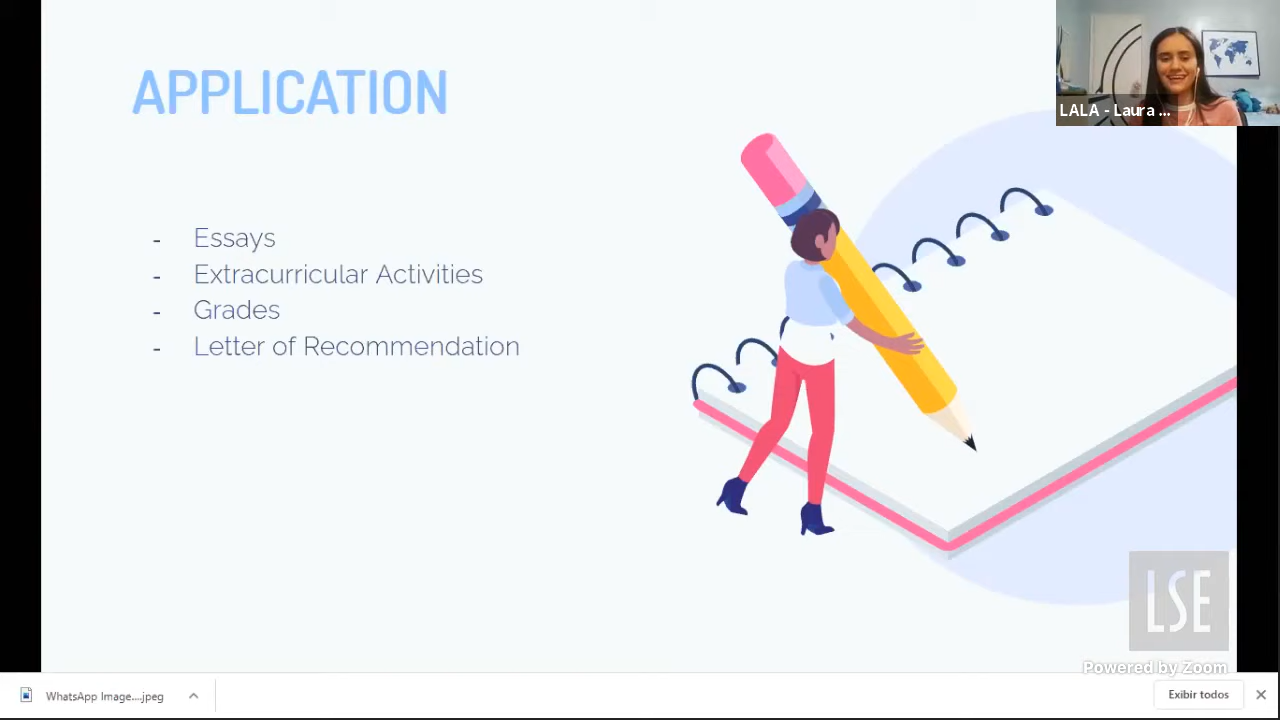 APPLICATION
LALA - Laura ...
- Essays
- Extracurricular Activities
- Grades
- Letter of Recommendation
LSE
Powered by Zoom
WhatsApp Image....jpeg
Exibir todos